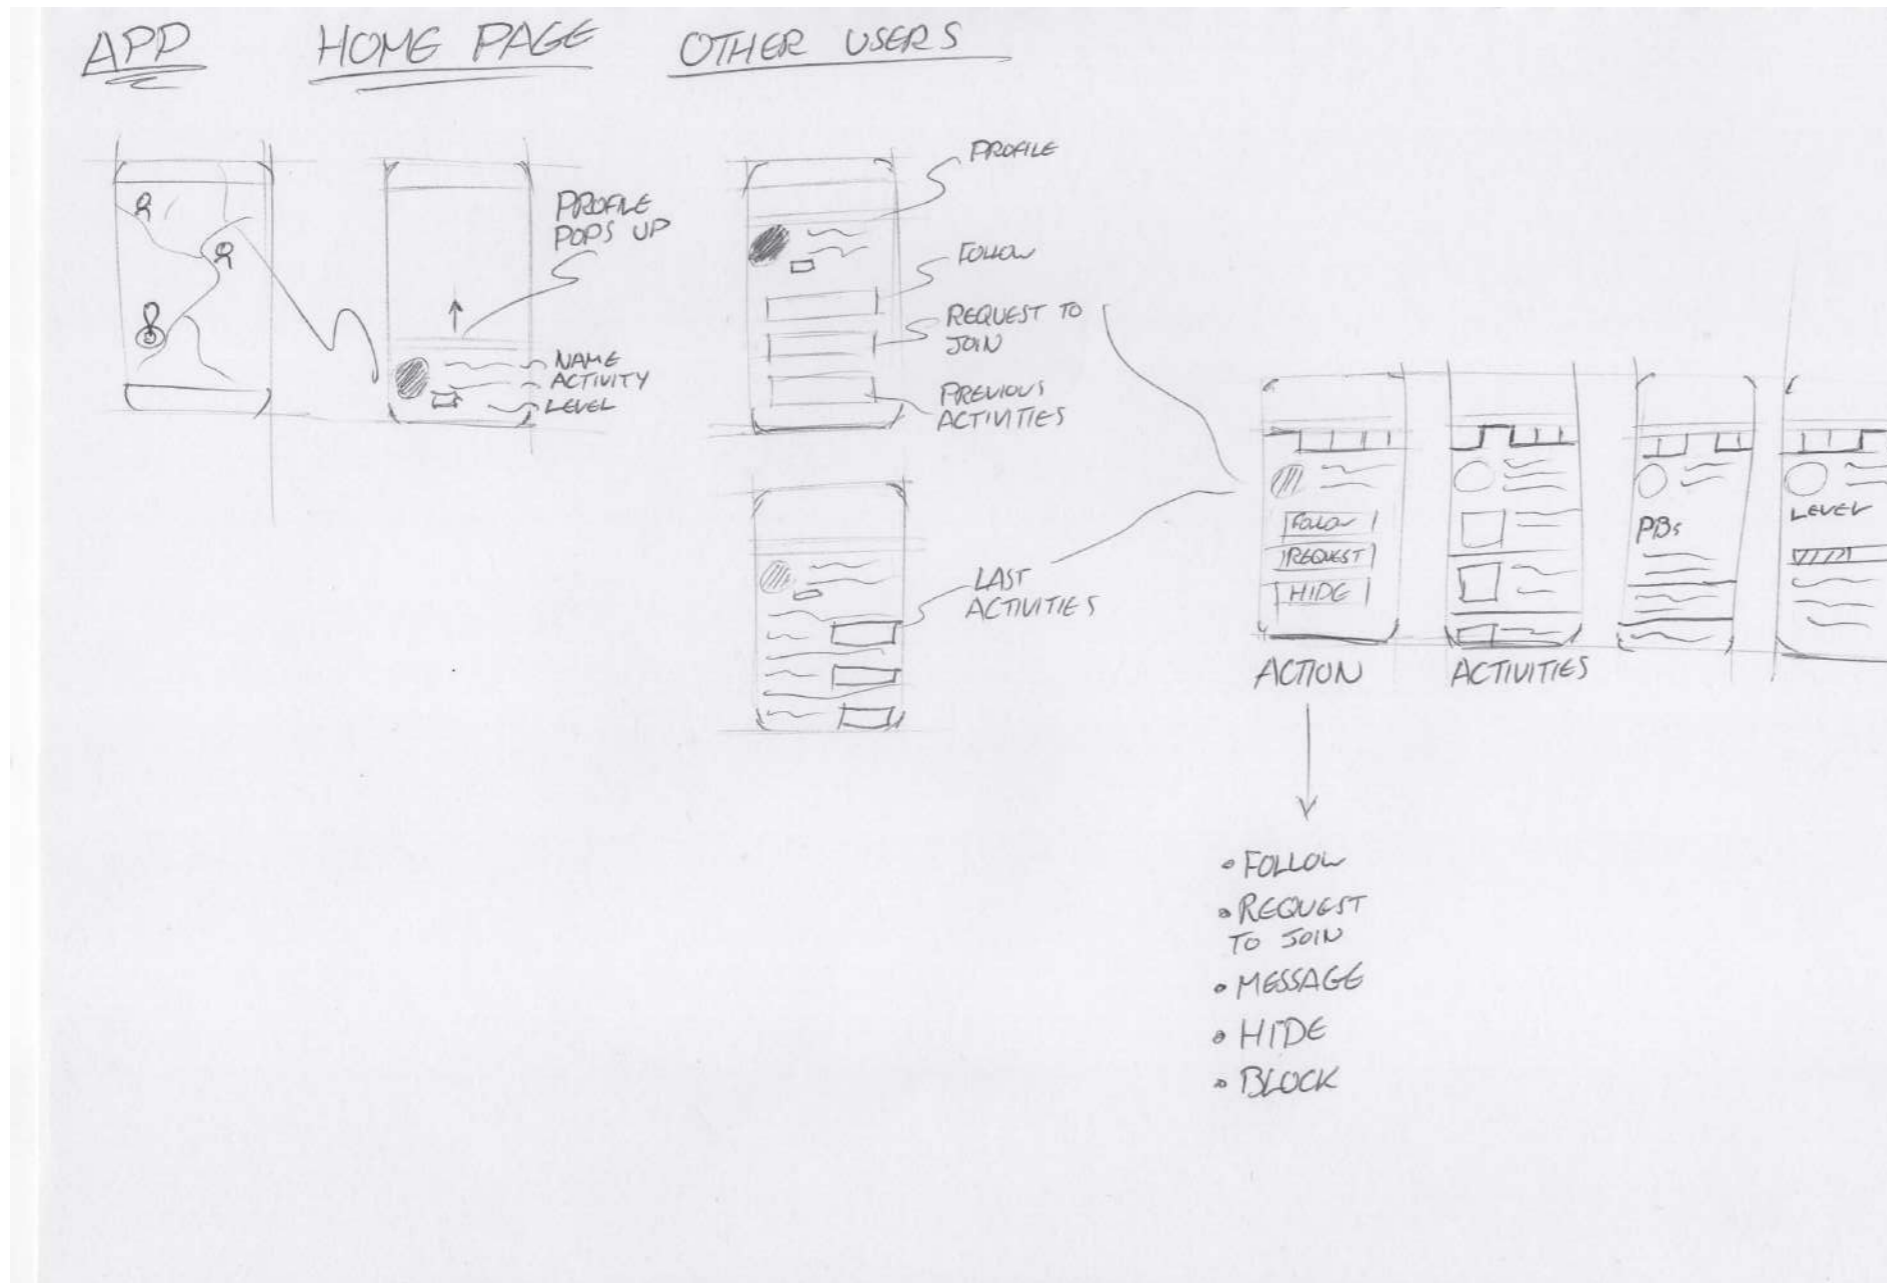 APP
HOME PAGE
OTHER USERS
PROFILE
POPS UP
NAME
ACTIVITY
LEVEL
PROFILE
FOLLOW
REQUEST TO
JOIN
PREVIOUS
ACTIVITIES
LAST
ACTIVITIES
FOLLOW
REQUEST
HIDE
ACTION
ACTIVITIES
PBs
LEVEL
• FOLLOW
• REQUEST
TO JOIN
• MESSAGE
• HIDE
• BLOCK